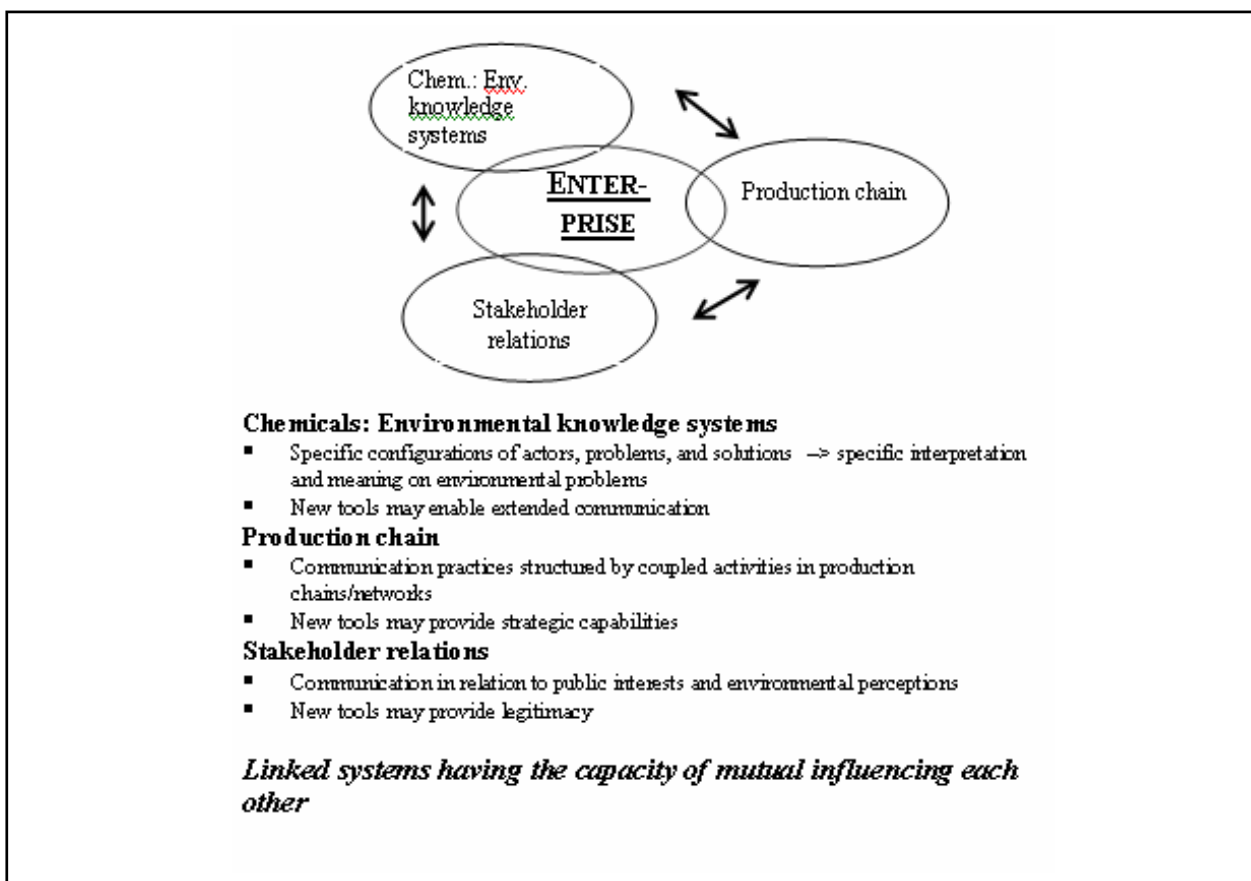 Chem.: Env.
knowledge
systems
ENTER-
PRISE
Production chain
Stakeholder
relations
Chemicals: Environmental knowledge systems
▪ Specific configurations of actors, problems, and solutions –> specific interpretation
and meaning on environmental problems
▪ New tools may enable extended communication
Production chain
▪ Communication practices structured by coupled activities in production
chains/networks
▪ New tools may provide strategic capabilities
Stakeholder relations
▪ Communication in relation to public interests and environmental perceptions
▪ New tools may provide legitimacy
Linked systems having the capacity of mutual influencing each
other